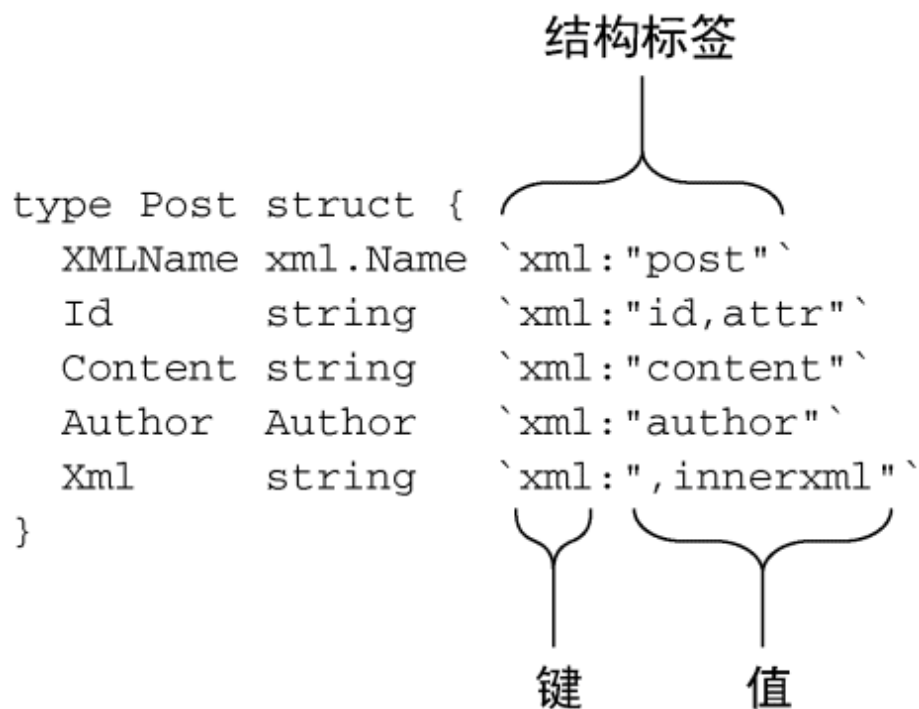 结构标签
type Post struct {
  XMLName xml.Name `xml:"post"`
  Id      string   `xml:"id,attr"`
  Content string   `xml:"content"`
  Author  Author   `xml:"author"`
  Xml     string   `xml:",innerxml"`
}
键 值